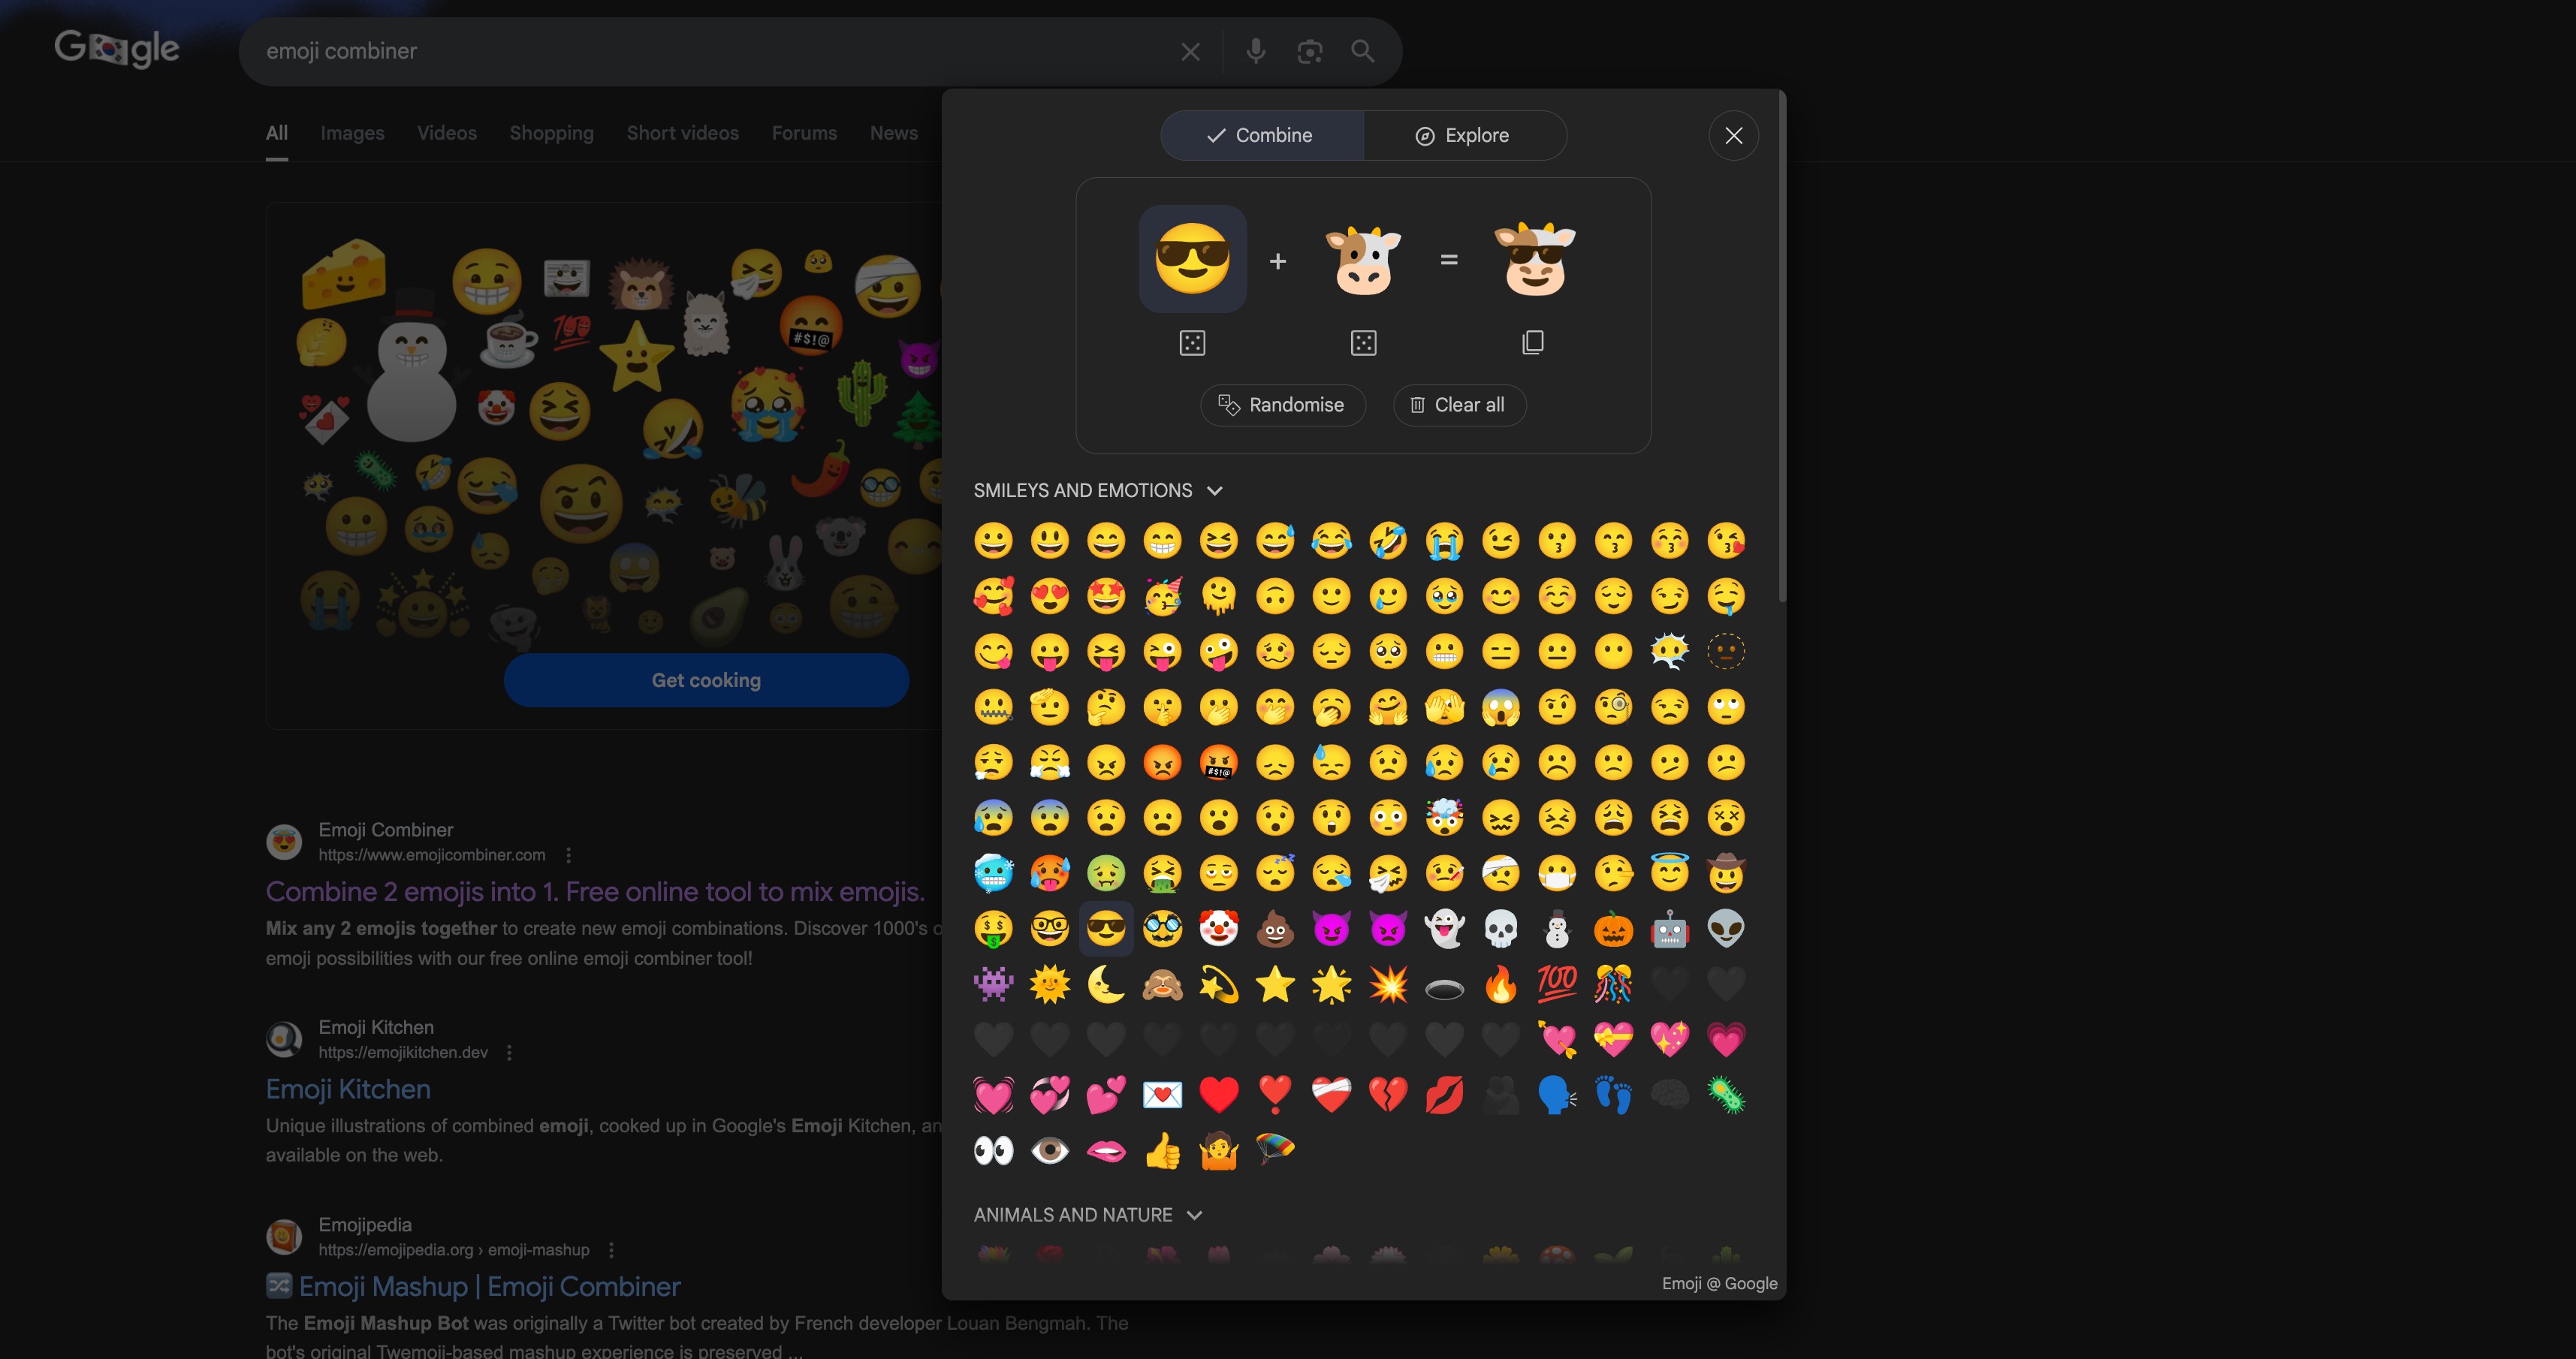 Google
emoji combiner
All
Images
Videos
Shopping
Short videos
Forums
News
Get cooking
Emoji Combiner
https://www.emojicombiner.com
Combine 2 emojis into 1. Free online tool to mix emojis.
Mix any 2 emojis together to create new emoji combinations. Discover 1000's
emoji possibilities with our free online emoji combiner tool!
Emoji Kitchen
https://emojikitchen.dev
Emoji Kitchen
Unique illustrations of combined emoji, cooked up in Google's Emoji Kitchen,
available on the web.
Emojipedia
https://emojipedia.org › emoji-mashup
Emoji Mashup | Emoji Combiner
The Emoji Mashup Bot was originally a Twitter bot created by French developer Louan Bengmah. The
bot's original Twemoji-based mashup experience is preserved ...
Combine
Explore
+
=
Randomise
Clear all
SMILEYS AND EMOTIONS
ANIMALS AND NATURE
Emoji @ Google